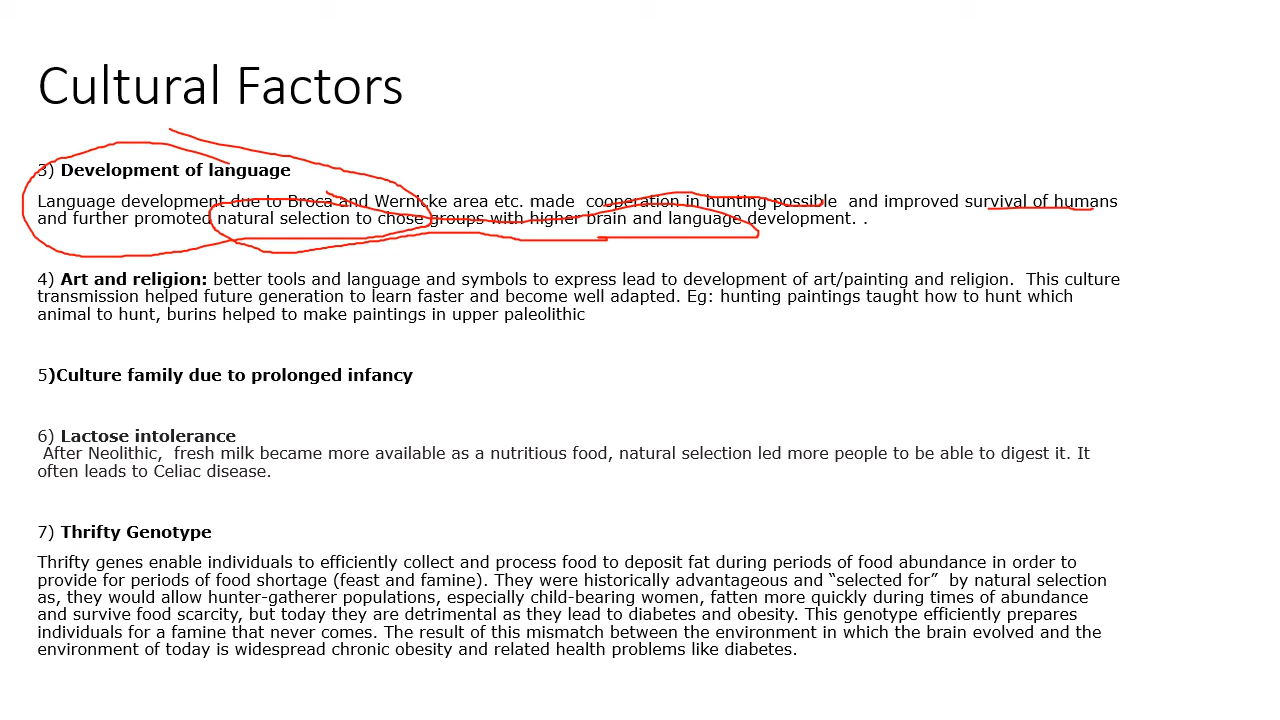 Cultural Factors
3) Development of language
Language development due to Broca and Wernicke area etc. made  cooperation in hunting possible  and improved survival of humans
and further promoted natural selection to chose groups with higher brain and language development. .
4) Art and religion: better tools and language and symbols to express lead to development of art/painting and religion.  This culture
transmission helped future generation to learn faster and become well adapted. Eg: hunting paintings taught how to hunt which
animal to hunt, burins helped to make paintings in upper paleolithic
5)Culture family due to prolonged infancy
6) Lactose intolerance
After Neolithic,  fresh milk became more available as a nutritious food, natural selection led more people to be able to digest it. It
often leads to Celiac disease.
7) Thrifty Genotype
Thrifty genes enable individuals to efficiently collect and process food to deposit fat during periods of food abundance in order to
provide for periods of food shortage (feast and famine). They were historically advantageous and “selected for”  by natural selection
as, they would allow hunter-gatherer populations, especially child-bearing women, fatten more quickly during times of abundance
and survive food scarcity, but today they are detrimental as they lead to diabetes and obesity. This genotype efficiently prepares
individuals for a famine that never comes. The result of this mismatch between the environment in which the brain evolved and the
environment of today is widespread chronic obesity and related health problems like diabetes.